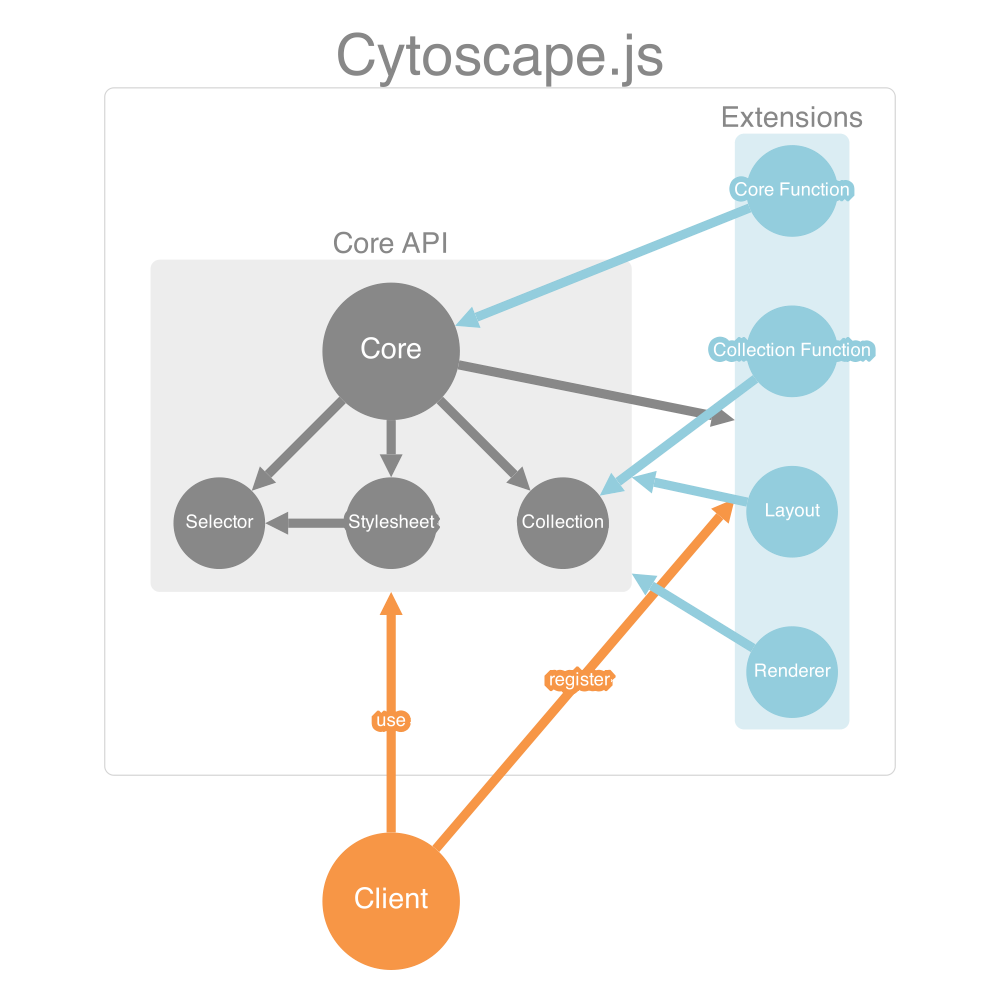 Cytoscape.js
Extensions
Core Function
Core API
Core
Collection Function
Selector
Stylesheet
Collection
Layout
Renderer
register
use
Client